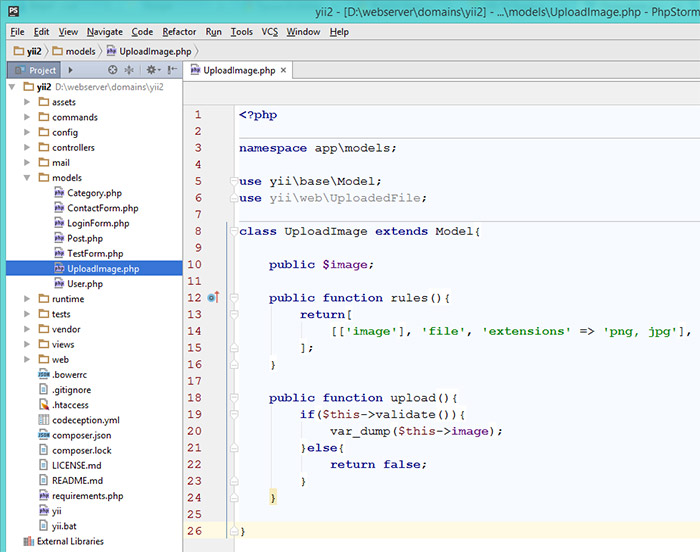 PS
yii2 - [D:\webserver\domains\yii2] - ...\models\UploadImage.php - PhpStorm
File Edit View Navigate Code Refactor Run Tools VCS Window Help
yii2 models UploadImage.php
Project
UploadImage.php
yii2 D:\webserver\domains\yii2
assets
commands
config
controllers
mail
models
Category.php
ContactForm.php
LoginForm.php
Post.php
TestForm.php
UploadImage.php
User.php
runtime
tests
vendor
views
web
.bowerrc
.gitignore
.htaccess
codeception.yml
composer.json
composer.lock
LICENSE.md
README.md
requirements.php
yii
yii.bat
External Libraries
1 <?php
2
3 namespace app\models;
4
5 use yii\base\Model;
6 use yii\web\UploadedFile;
7
8 class UploadImage extends Model{
9
10 public $image;
11
12 public function rules(){
13 return[
14 [['image'], 'file', 'extensions' => 'png, jpg'],
15 ];
16 }
17
18 public function upload(){
19 if($this->validate()){
20 var_dump($this->image);
21 }else{
22 return false;
23 }
24 }
25
26 }